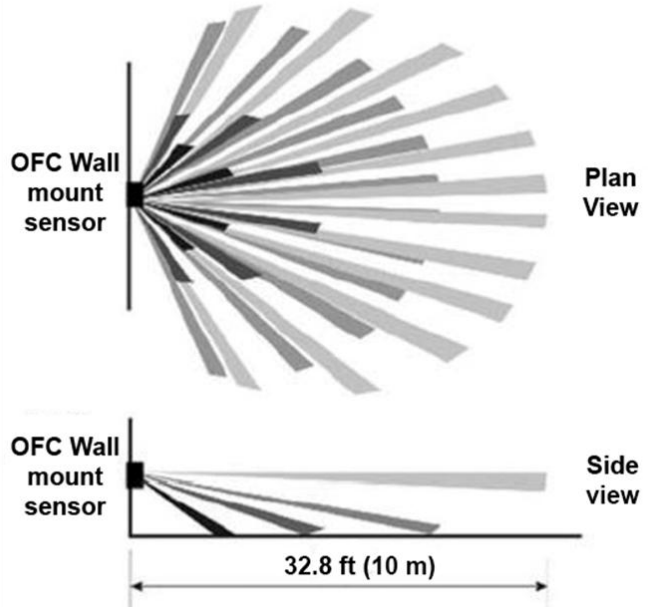 OFC Wall
mount
sensor
Plan
View
OFC Wall
mount
sensor
Side
view
32.8 ft (10 m)